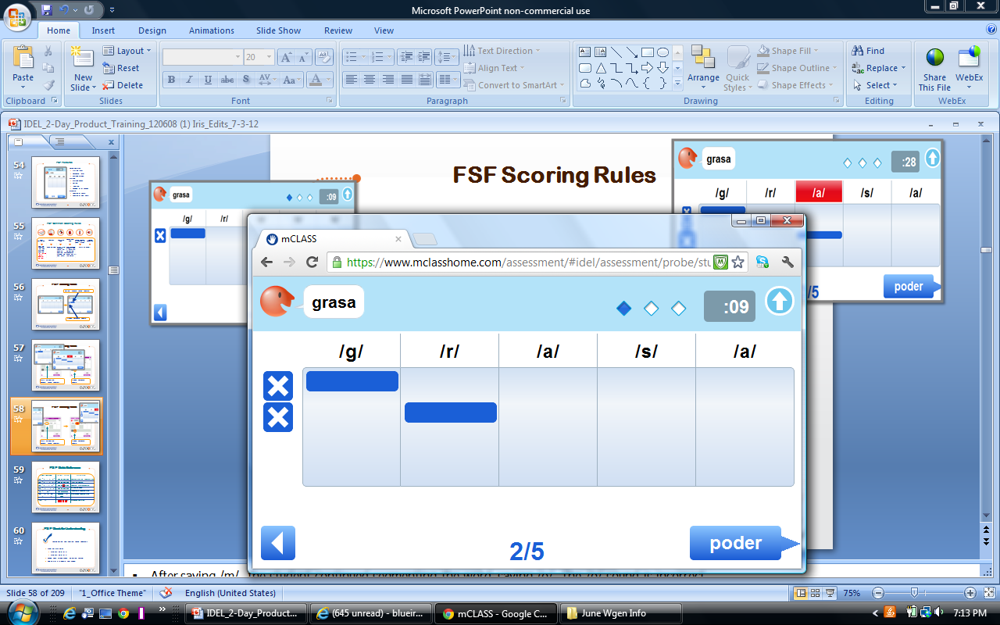 Microsoft PowerPoint non-commercial use
Home Insert Design Animations Slide Show Review View
Paste
New Slide
Layout
Reset
Delete
20
B I U abc S AV Aa A
Text Direction
Align Text
Convert to SmartArt
Arrange
Quick Styles
Shape Fill
Shape Outline
Shape Effects
Find
Replace
Select
Share This File
WebEx
Clipboard Slides Font Paragraph Drawing Editing WebEx
IDEL_2-Day_Product_Training_120608 (1) Iris_Edits_7-3-12
54
55
56
57
58
59
60
FSF Scoring Rules
grasa :09
/g/ /r/
grasa :28
/g/ /r/ /a/ /s/ /a/
/5 poder
mCLASS
https://www.mclasshome.com/assessment/#idel/assessment/probe/stu
grasa :09
/g/ /r/ /a/ /s/ /a/
2/5
poder
Slide 58 of 209 "1_Office Theme" English (United States) 75%
IDEL_2-Day_Product... (645 unread) - blueir... mCLASS - Google C... June Wgen Info 7:13 PM